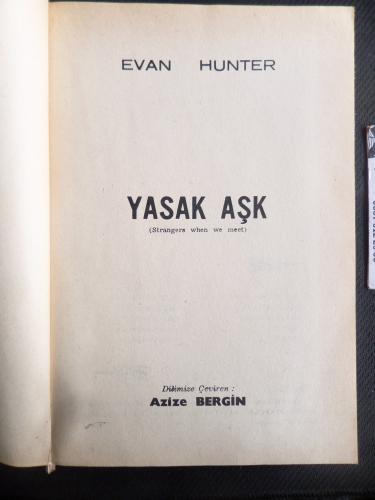 EVAN HUNTER
YASAK AŞK
(Strangers when we meet)
Dilimize Çeviren :
Azize BERGİN